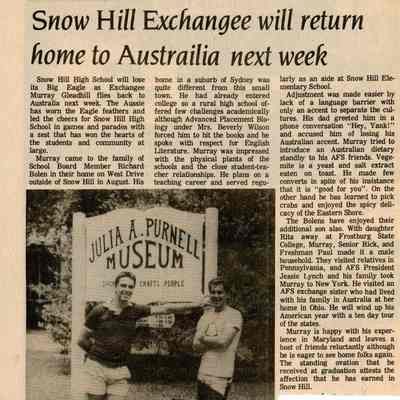 Snow Hill Exchangee will return
home to Austrailia next week
Snow Hill High School will lose
its Big Eagle as Exchangee
Murray Gleadhill flies back to
Australia next week. The Aussie
has worn the Eagle feathers and
led the cheers for Snow Hill High
School in games and parades with
a zest that has won the hearts of
the students and community at
large.
Murray came to the family of
School Board Member Richard
Bolen in their home on West Drive
outside of Snow Hill in August. His
home in a suburb of Sydney was
quite different from this small
town. He had already entered
college so a rural high school of-
fered few challenges academically
although Advanced Placement Bio-
logy under Mrs. Beverly Wilson
forced him to hit the books and he
spoke with respect for English
Literature. Murray was impressed
with the physical plants of the
schools and the close student-tea-
cher relationships. He plans on a
teaching career and served regu-
larly as an aide at Snow Hill Ele-
mentary School.
Adjustment was made easier by
lack of a language barrier with
only an accent to separate the cul-
tures. His dad greeted him in a
phone conversation "Hey, Yank!"
and accused him of losing his
Australian accent. Murray tried to
introduce an Australian dietary
standby to his AFS friends. Vege-
mite is a yeast and salt extract
eaten on toast. He made few
converts in spite of his insistance
that it is "good for you". On the
other hand he has learned to pick
crabs and enjoyed the spicy deli-
cacy of the Eastern Shore.
The Bolens have enjoyed their
additional son also. With daughter
Rita away at Frostburg State
College, Murray, Senior Rick, and
Freshman Paul made it a male
household. They visited relatives in
Pennsylvania, and AFS President
Jessie Lynch and his family took
Murray to New York. He visited an
AFS exchange sister who had lived
with his family in Australia at her
home in Ohio. He will wind up his
American year with a ten day tour
of the states.
Murray is happy with his exper-
ience in Maryland and leaves a
host of friends reluctantly although
he is eager to see home folks again.
The standing ovation that he
received at graduation attests the
affection that he has earned in
Snow Hill.
JULIA A. PURNELL
MUSEUM
CRAFTS PEOPLE